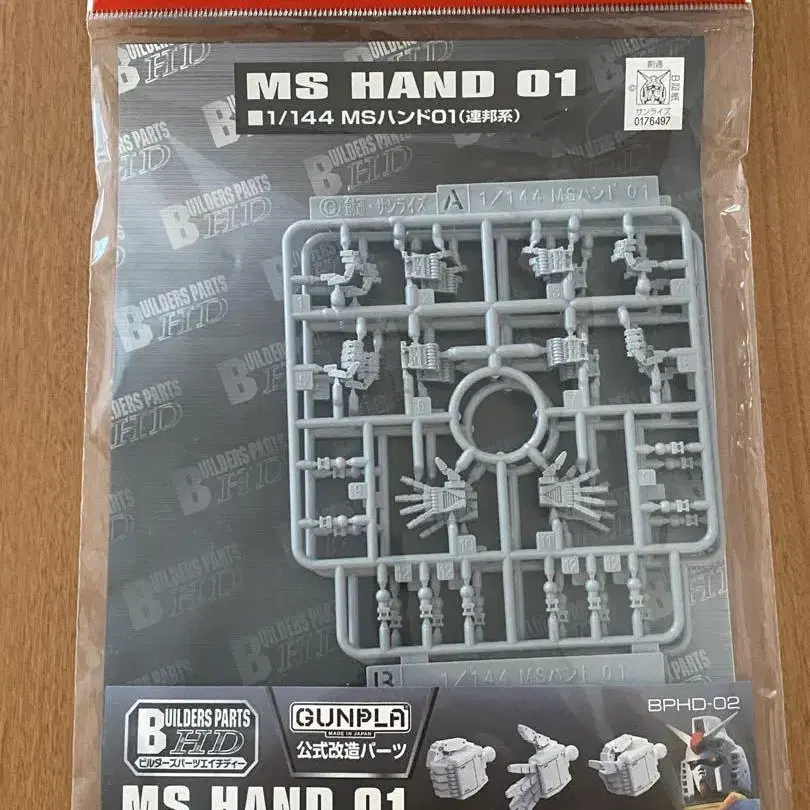 MS HAND 01
■1/144 MSハンド01(連邦系)
創通
サンライズ
0176497
BUILDERS PARTS
HD
©創通・サンライズ A 1/144 MSハンド 01
B 1/144 MSハンド 01
BUILDERS PARTS
HD
ビルダーズパーツエイチディー
GUNPLA
MADE IN JAPAN
公式改造パーツ
BPHD-02
MS HAND 01